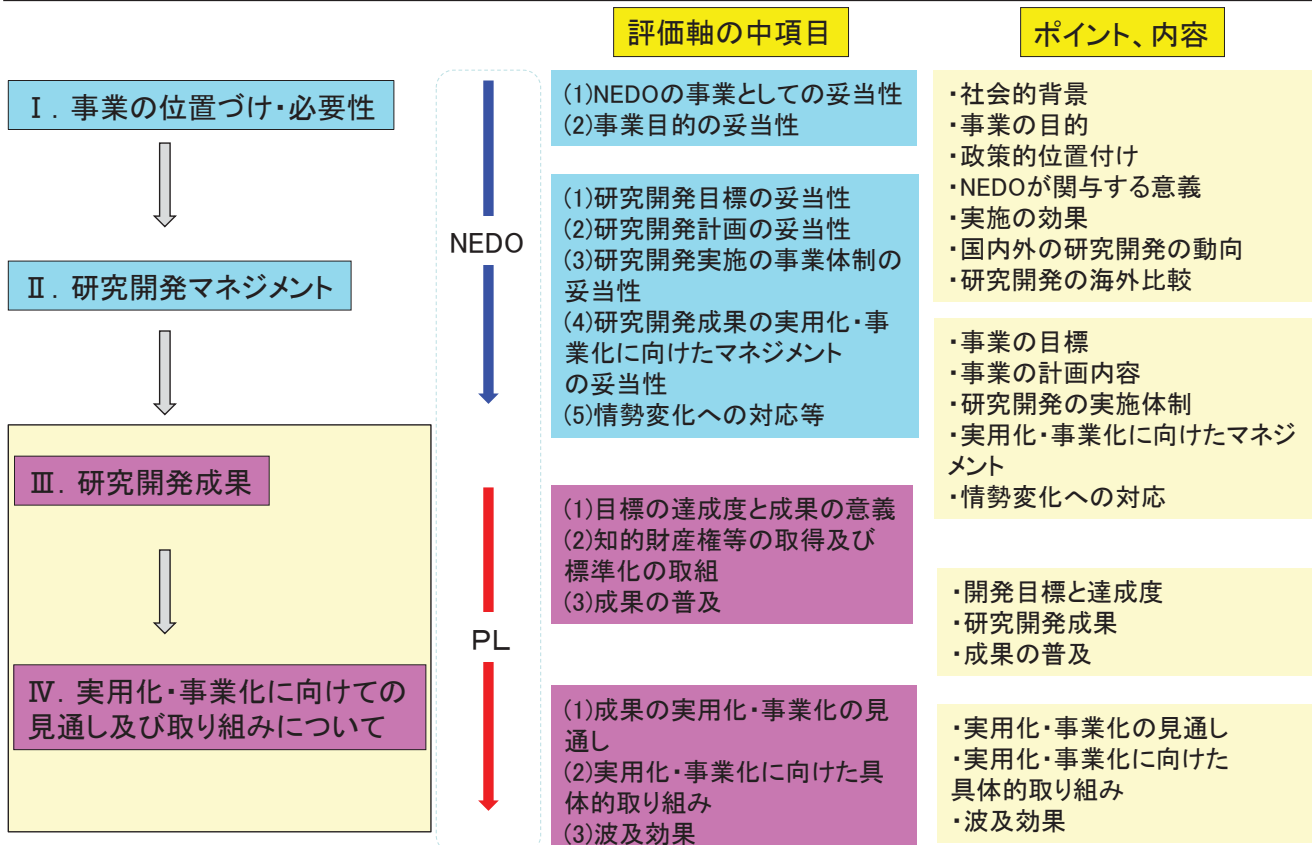 評価軸の中項目
ポイント、内容
Ⅰ. 事業の位置づけ・必要性
Ⅱ. 研究開発マネジメント
Ⅲ. 研究開発成果
Ⅳ. 実用化・事業化に向けての
見通し及び取り組みについて
NEDO
PL
(1)NEDOの事業としての妥当性
(2)事業目的の妥当性
(1)研究開発目標の妥当性
(2)研究開発計画の妥当性
(3)研究開発実施の事業体制の
妥当性
(4)研究開発成果の実用化・事
業化に向けたマネジメント
の妥当性
(5)情勢変化への対応等
(1)目標の達成度と成果の意義
(2)知的財産権等の取得及び
標準化の取組
(3)成果の普及
(1)成果の実用化・事業化の見
通し
(2)実用化・事業化に向けた具
体的取り組み
(3)波及効果
・社会的背景
・事業の目的
・政策的位置付け
・NEDOが関与する意義
・実施の効果
・国内外の研究開発の動向
・研究開発の海外比較
・事業の目標
・事業の計画内容
・研究開発の実施体制
・実用化・事業化に向けたマネジ
メント
・情勢変化への対応
・開発目標と達成度
・研究開発成果
・成果の普及
・実用化・事業化の見通し
・実用化・事業化に向けた
具体的取り組み
・波及効果